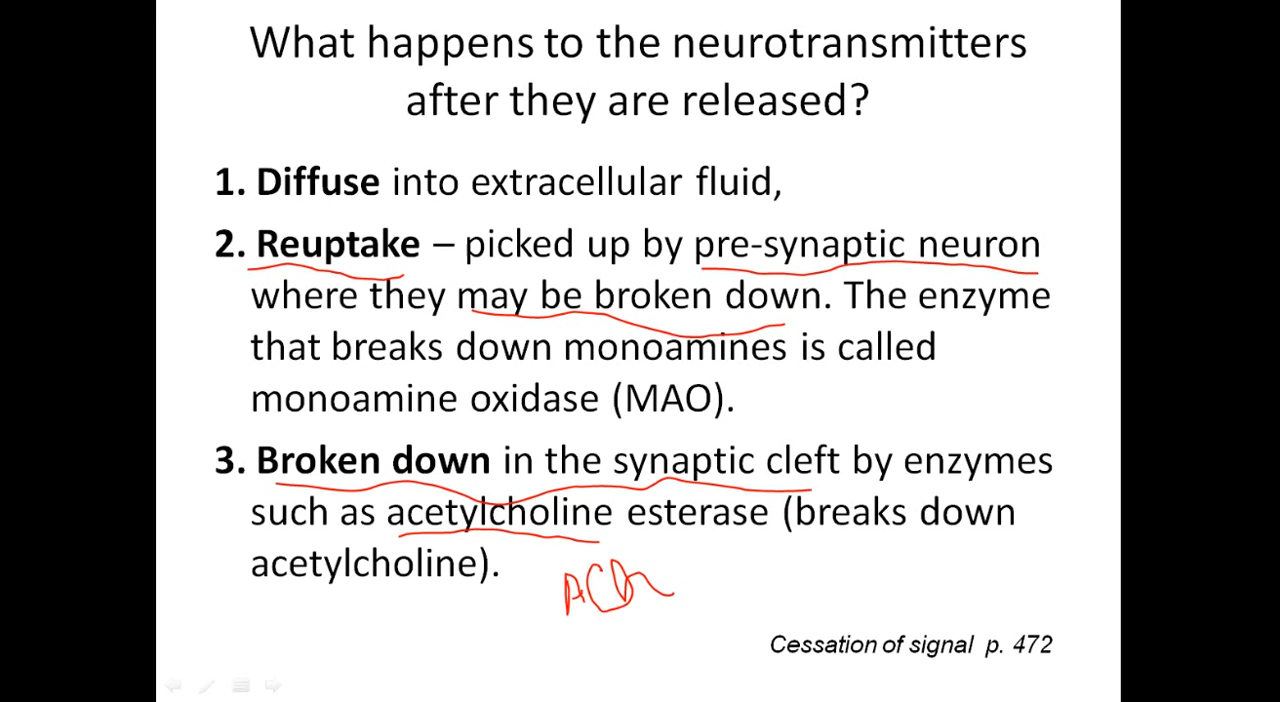 What happens to the neurotransmitters
after they are released?
1. Diffuse into extracellular fluid,
2. Reuptake – picked up by pre-synaptic neuron
where they may be broken down. The enzyme
that breaks down monoamines is called
monoamine oxidase (MAO).
3. Broken down in the synaptic cleft by enzymes
such as acetylcholine esterase (breaks down
acetylcholine).
Cessation of signal p. 472